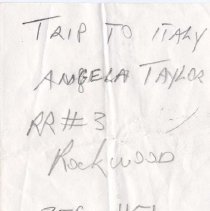 TRIP TO ITALY
ANGELA TAYLOR
RR#3
ROCKWOOD